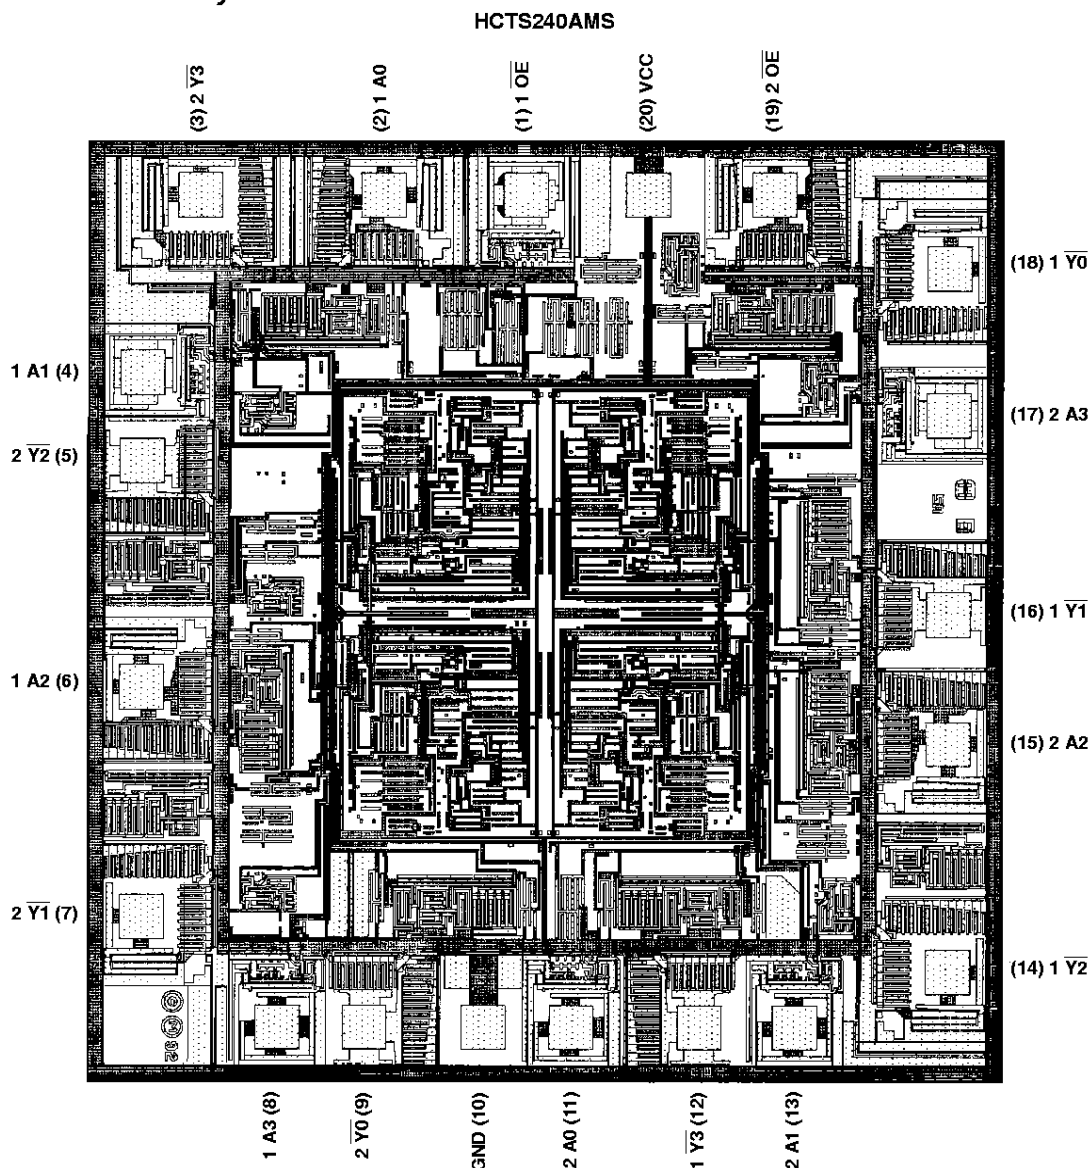 HCTS240AMS
(3) 2 Y3
(2) 1 A0
(1) 1 OE
(20) VCC
(19) 2 OE
(18) 1 Y0
1 A1 (4)
(17) 2 A3
2 Y2 (5)
(16) 1 Y1
1 A2 (6)
(15) 2 A2
2 Y1 (7)
(14) 1 Y2
1 A3 (8)
2 Y0 (9)
GND (10)
2 A0 (11)
1 Y3 (12)
2 A1 (13)